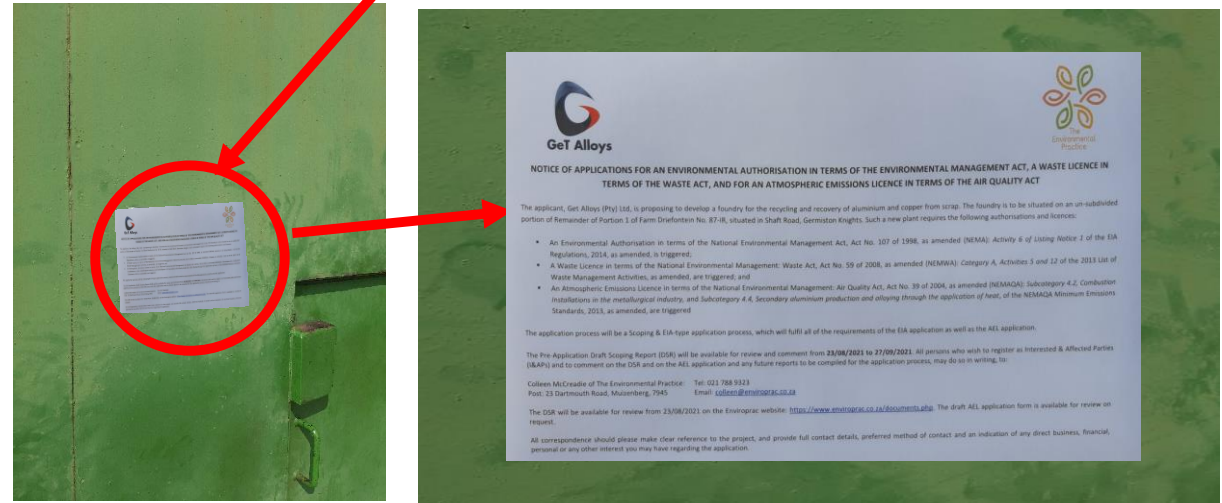 GeT Alloys
The
Environmental
Practice
NOTICE OF APPLICATIONS FOR AN ENVIRONMENTAL AUTHORISATION IN TERMS OF THE ENVIRONMENTAL MANAGEMENT ACT, A WASTE LICENCE IN
TERMS OF THE WASTE ACT, AND FOR AN ATMOSPHERIC EMISSIONS LICENCE IN TERMS OF THE AIR QUALITY ACT
The applicant, Get Alloys (Pty) Ltd, is proposing to develop a foundry for the recycling and recovery of aluminium and copper from scrap. The foundry is to be situated on an un-subdivided
portion of Remainder of Portion 1 of Farm Driefontein No. 87-IR, situated in Shaft Road, Germiston Knights. Such a new plant requires the following authorisations and licences:
• An Environmental Authorisation in terms of the National Environmental Management Act, Act No. 107 of 1998, as amended (NEMA): Activity 6 of Listing Notice 1 of the EIA
Regulations, 2014, as amended, is triggered;
• A Waste Licence in terms of the National Environmental Management: Waste Act, Act No. 59 of 2008, as amended (NEMWA): Category A, Activities 3 and 12 of the 2013 List of
Waste Management Activities, as amended, are triggered; and
• An Atmospheric Emissions Licence in terms of the National Environmental Management: Air Quality Act, Act No. 39 of 2004, as amended (NEMAQA): Subcategory 4.2, Combustion
Installations in the metallurgical industry, and Subcategory 4.4, Secondary aluminium production and alloying through the application of heat, of the NEMAQA Minimum Emissions
Standards, 2013, as amended, are triggered
The application process will be a Scoping & EIA-type application process, which will fulfil all of the requirements of the EIA application as well as the AEL application.
The Pre-Application Draft Scoping Report (DSR) will be available for review and comment from 23/08/2021 to 27/09/2021. All persons who wish to register as Interested & Affected Parties
(I&APs) and to comment on the DSR and on the AEL application and any future reports to be compiled for the application process, may do so in writing, to:
Colleen McCreadie of The Environmental Practice: Tel: 021 788 9323
Post: 23 Dartmouth Road, Muizenberg, 7945 Email: colleen@enviroprac.co.za
The DSR will be available for review from 23/08/2021 on the Enviroprac website: https://www.enviroprac.co.za/documents.php. The draft AEL application form is available for review on
request.
All correspondence should please make clear reference to the project, and provide full contact details, preferred method of contact and an indication of any direct business, financial,
personal or any other interest you may have regarding the application.